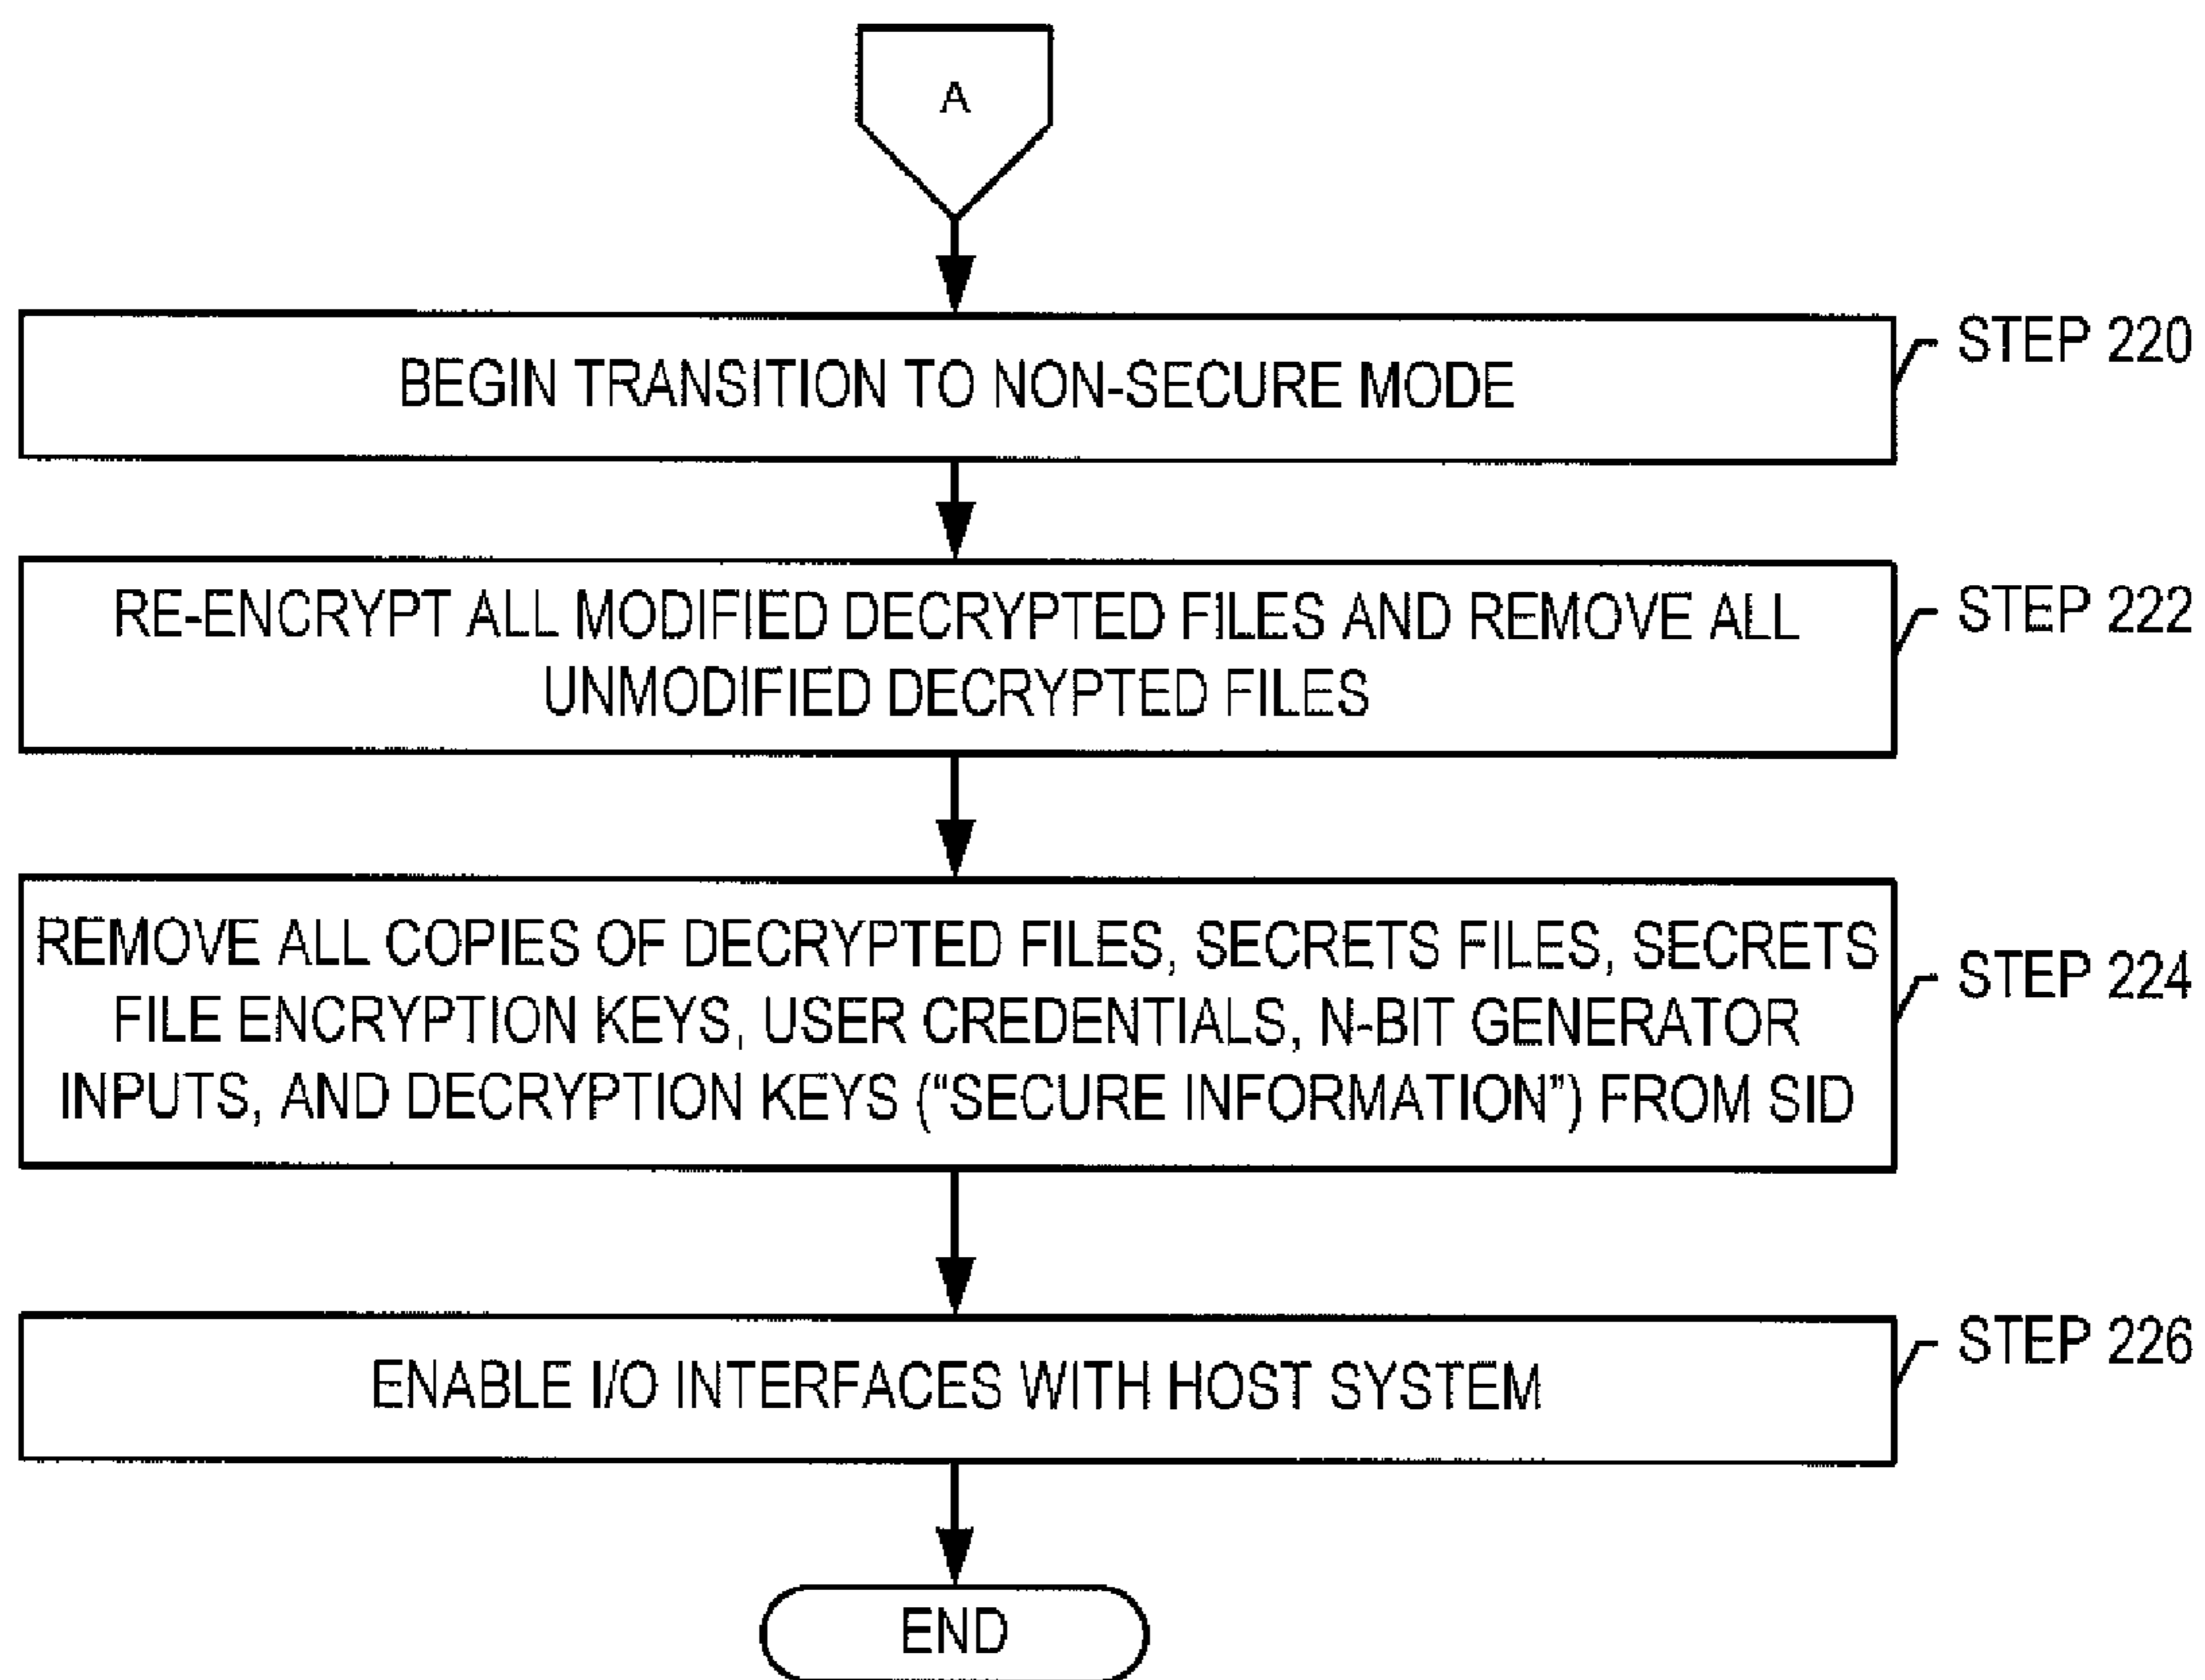 A
BEGIN TRANSITION TO NON-SECURE MODE
STEP 220
RE-ENCRYPT ALL MODIFIED DECRYPTED FILES AND REMOVE ALL
UNMODIFIED DECRYPTED FILES
STEP 222
REMOVE ALL COPIES OF DECRYPTED FILES, SECRETS FILES, SECRETS
FILE ENCRYPTION KEYS, USER CREDENTIALS, N-BIT GENERATOR
INPUTS, AND DECRYPTION KEYS (“SECURE INFORMATION”) FROM SID
STEP 224
ENABLE I/O INTERFACES WITH HOST SYSTEM
STEP 226
END